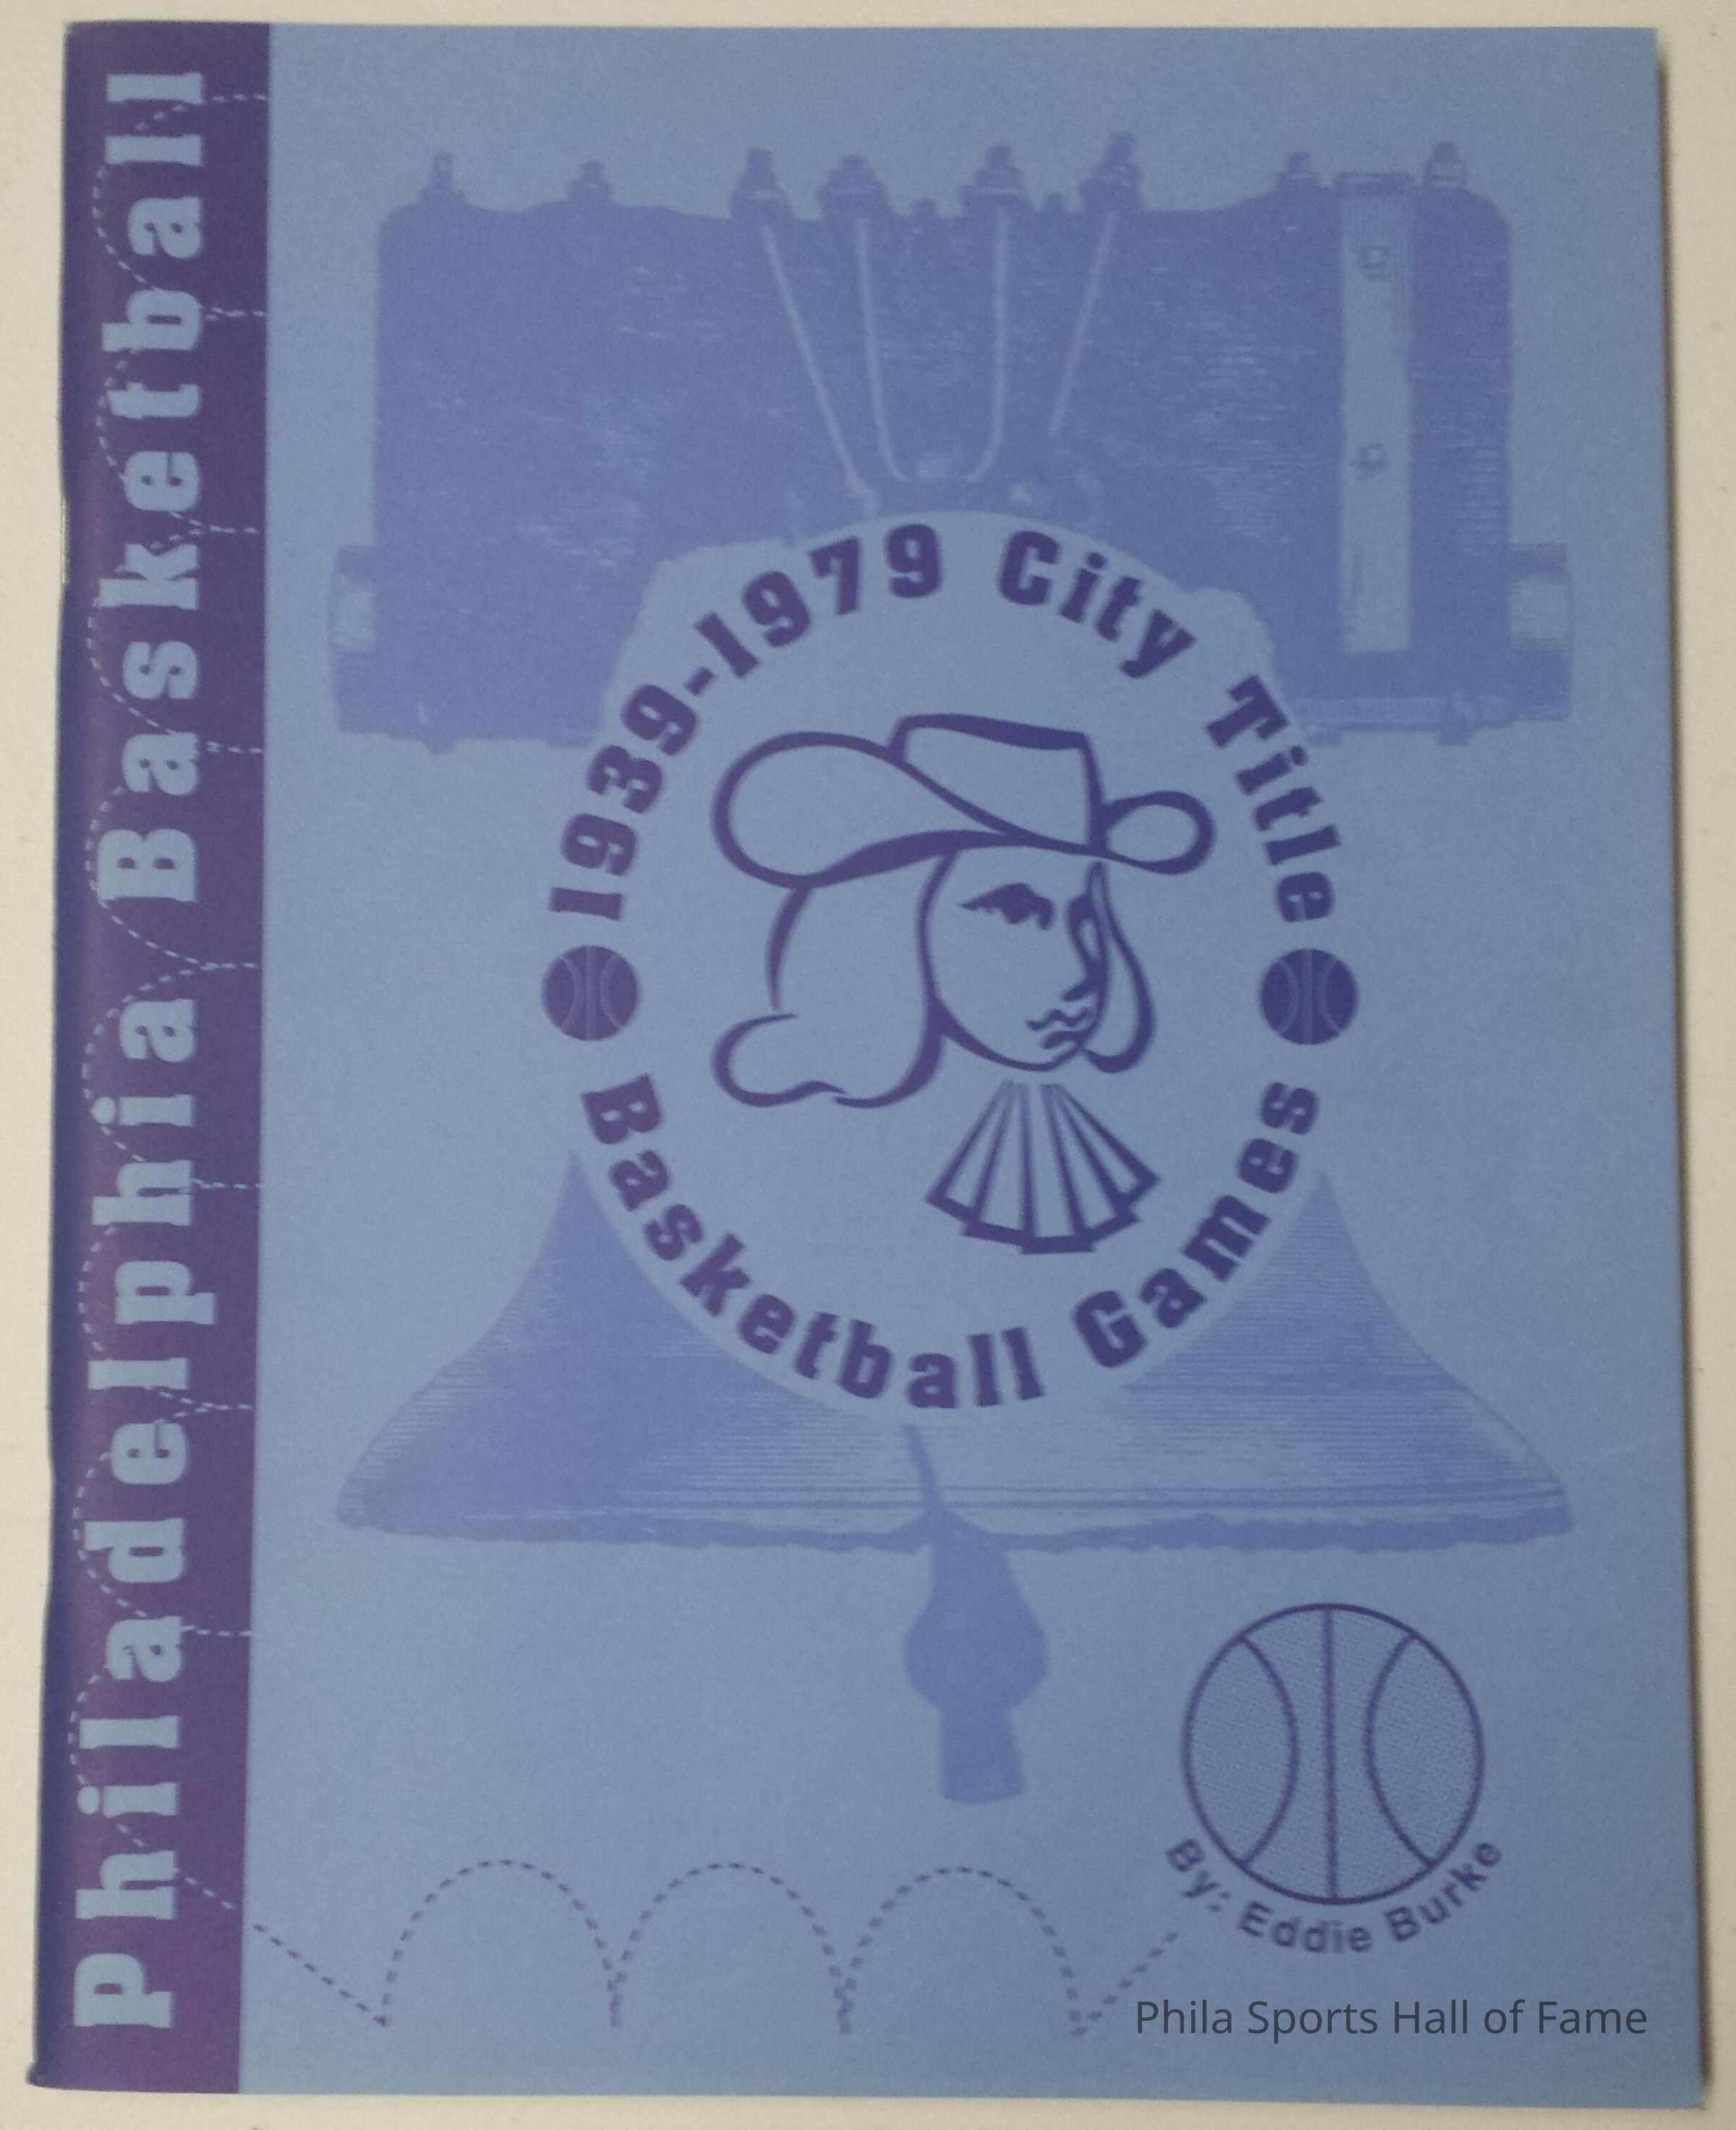 Philadelphia Basketball
1939-1979 City Title
Basketball Games
By: Eddie Burke
Phila Sports Hall of Fame